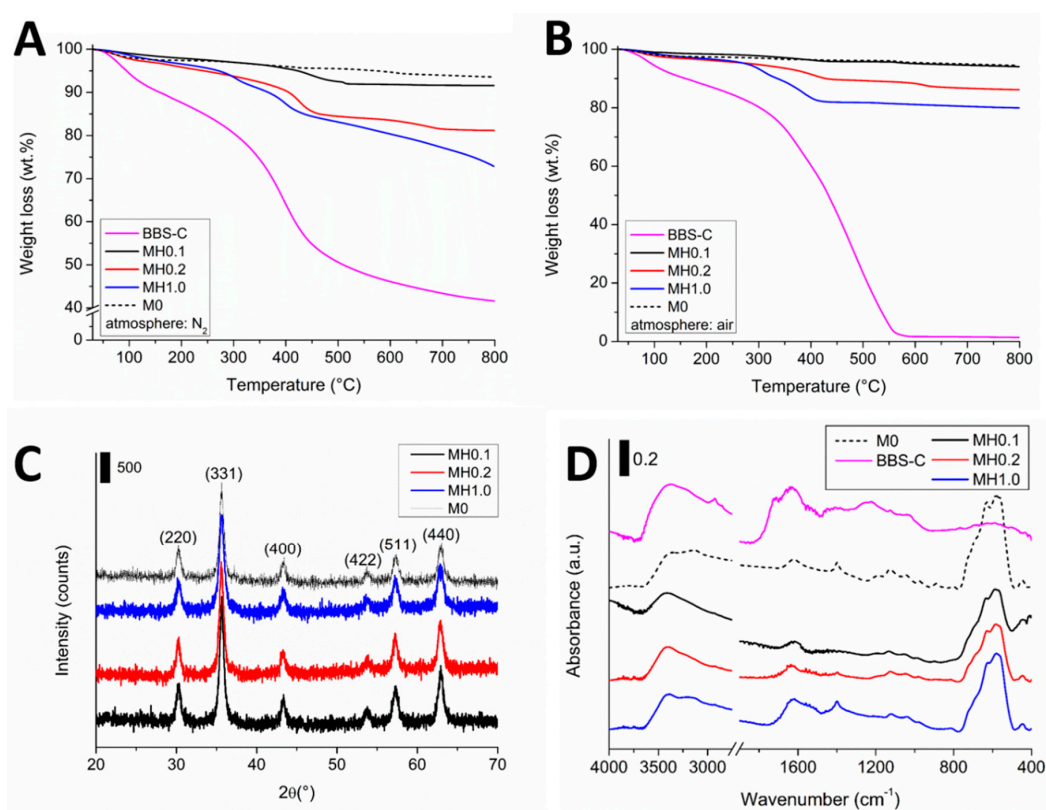 A
100
90
80
70
60
50
40
0
Weight loss (wt.%)
BBS-C
MH0.1
MH0.2
MH1.0
M0
atmosphere: N₂
100 200 300 400 500 600 700 800
Temperature (°C)
B
100
80
60
40
20
0
Weight loss (wt.%)
BBS-C
MH0.1
MH0.2
MH1.0
M0
atmosphere: air
100 200 300 400 500 600 700 800
Temperature (°C)
C
500
MH0.1
MH0.2
MH1.0
M0
(220) (331) (400) (422) (511) (440)
Intensity (counts)
20 30 40 50 60 70
2θ(°)
D
0.2
M0 MH0.1
BBS-C MH0.2
MH1.0
Absorbance (a.u.)
4000 3500 3000 1600 1200 800 400
Wavenumber (cm⁻¹)